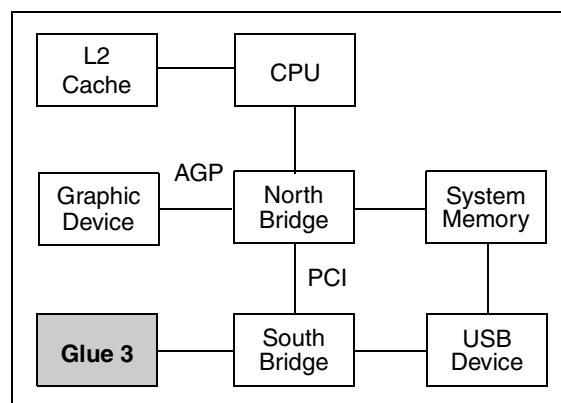 L2
Cache
CPU
AGP
Graphic
Device
North
Bridge
System
Memory
PCI
Glue 3
South
Bridge
USB
Device